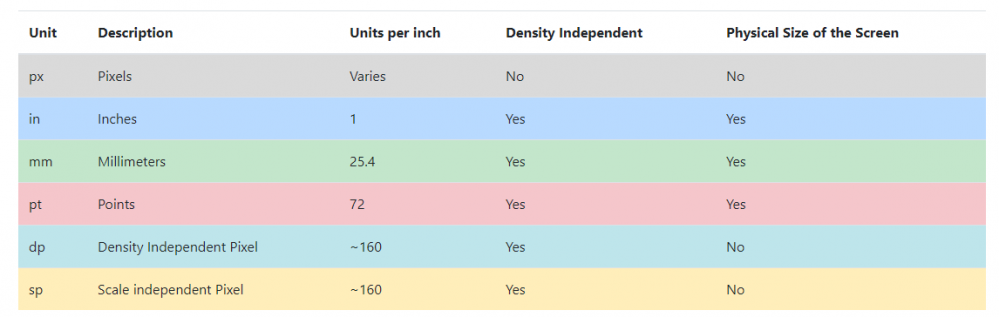 Unit Description Units per inch Density Independent Physical Size of the Screen
px Pixels Varies No No
in Inches 1 Yes Yes
mm Millimeters 25.4 Yes Yes
pt Points 72 Yes Yes
dp Density Independent Pixel ~160 Yes No
sp Scale independent Pixel ~160 Yes No